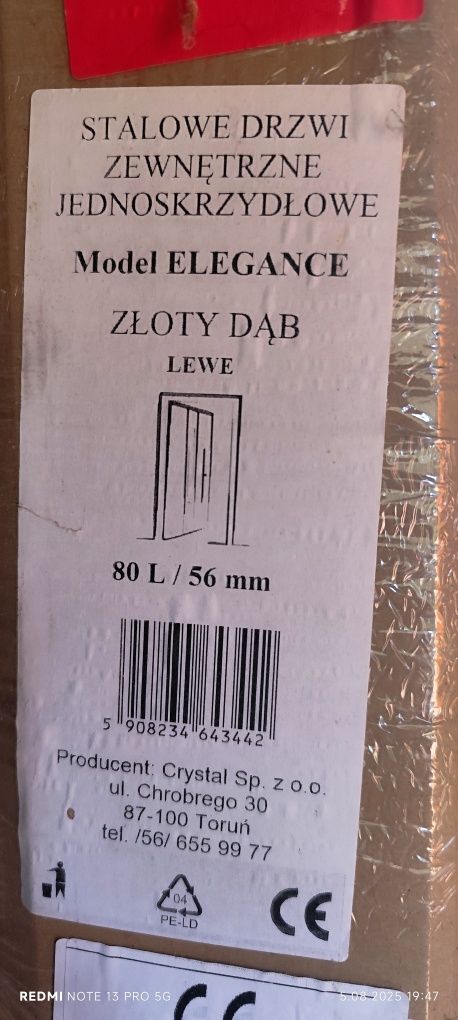 STALOWE DRZWI
ZEWNĘTRZNE
JEDNOSKRZYDŁOWE
Model ELEGANCE
ZŁOTY DĄB
LEWE
80 L / 56 mm
5 908234 643442
Producent: Crystal Sp. z o.o.
ul. Chrobrego 30
87-100 Toruń
tel. /56/ 655 99 77
04
PE-LD
CE
CE
REDMI NOTE 13 PRO 5G
5.08.2025 19:47